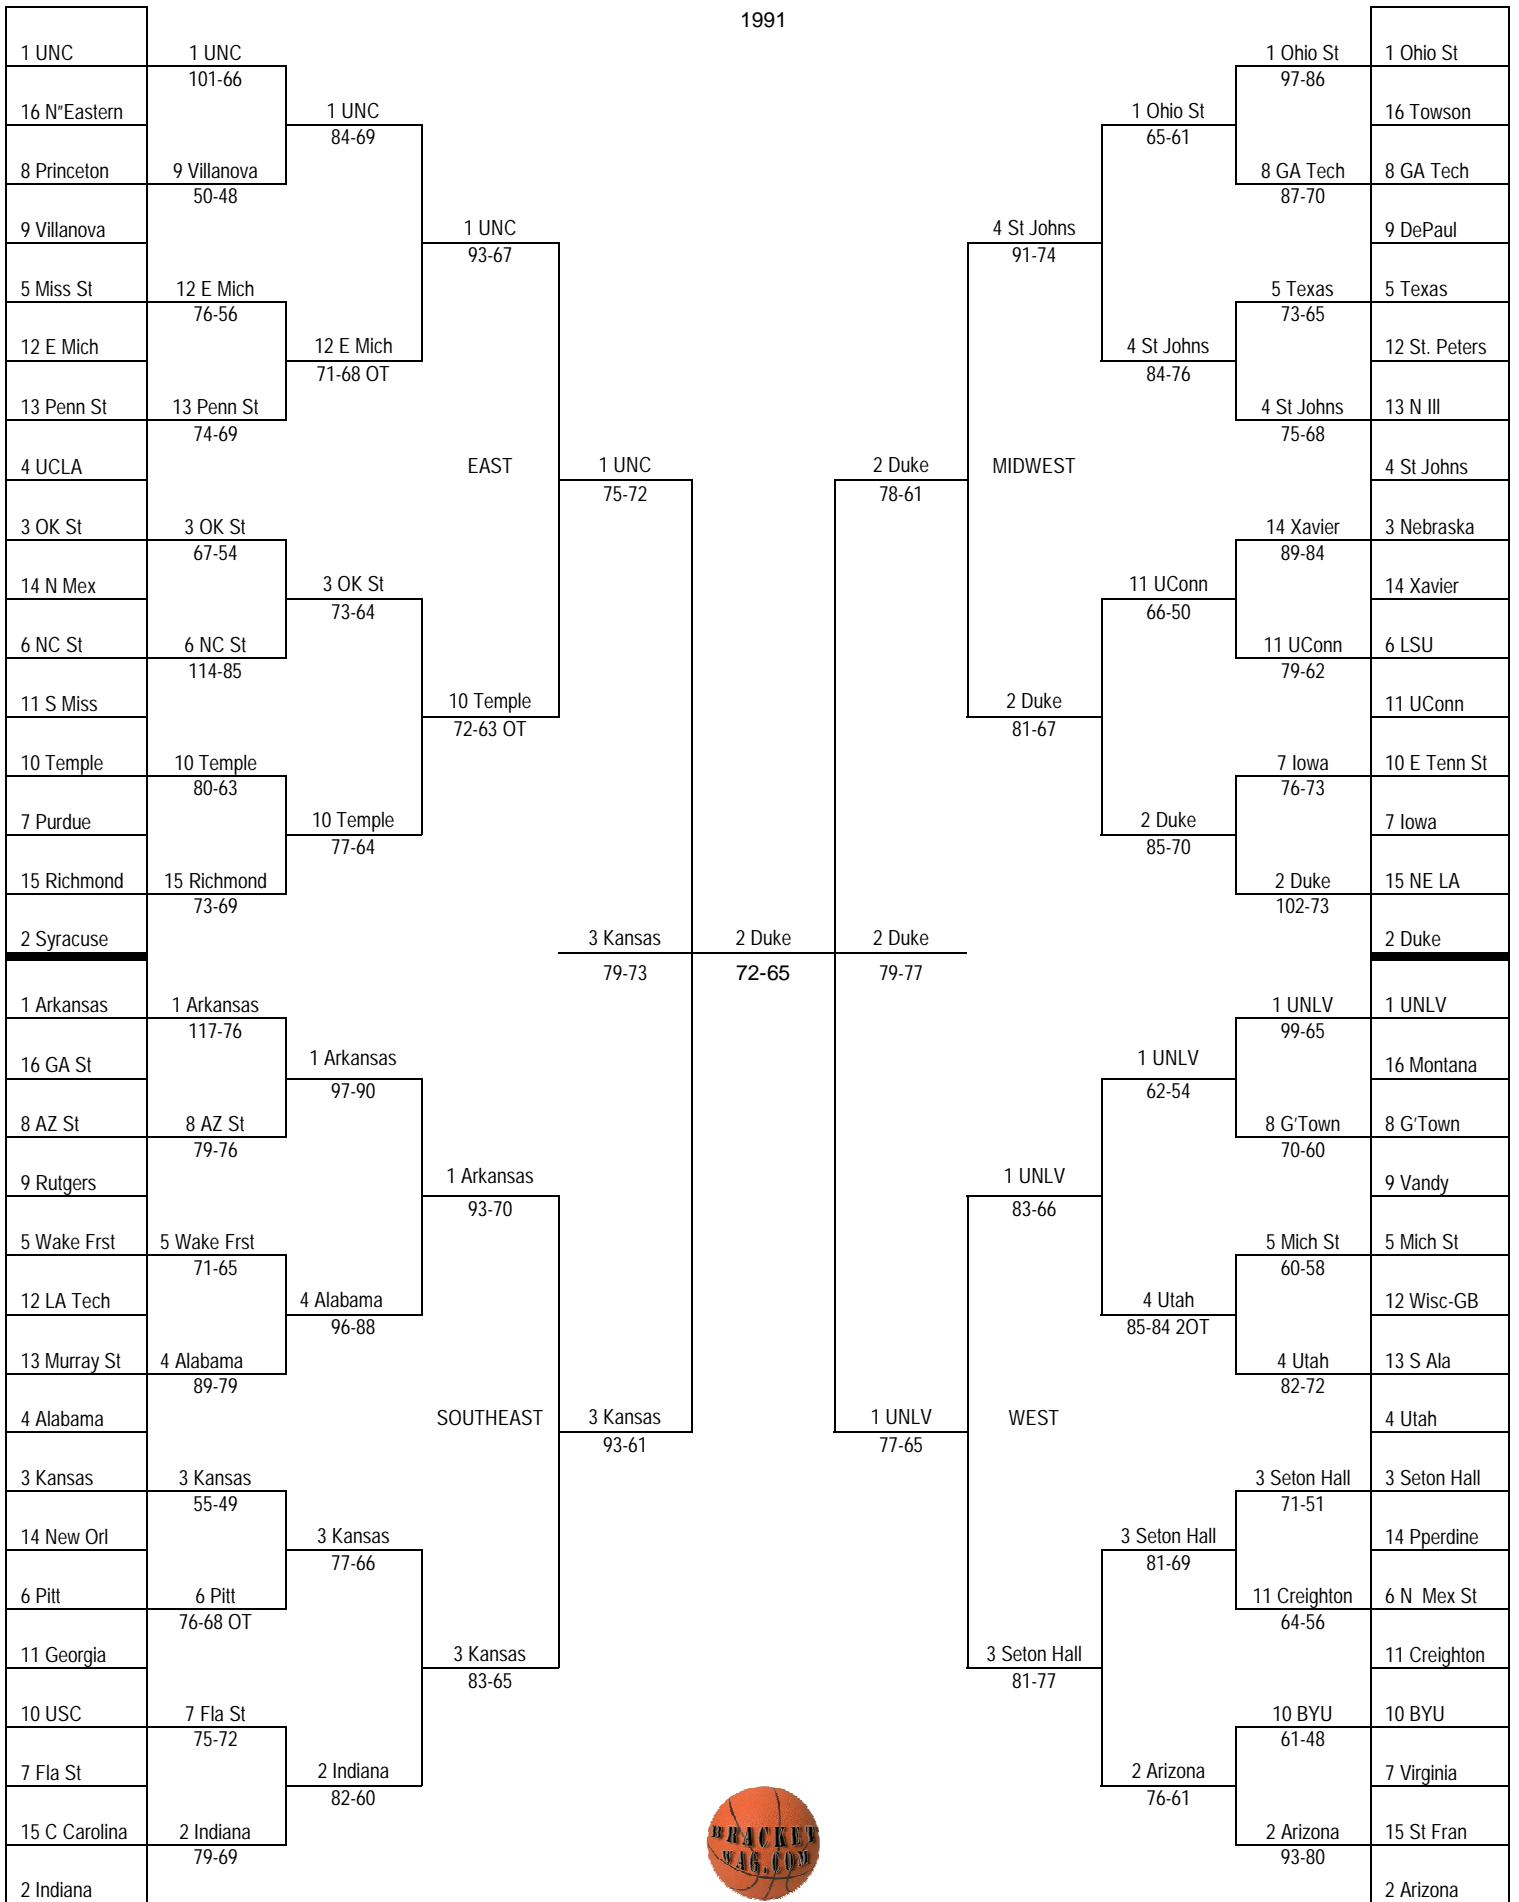 1991
1 UNC
16 N"Eastern
8 Princeton
9 Villanova
5 Miss St
12 E Mich
13 Penn St
4 UCLA
3 OK St
14 N Mex
6 NC St
11 S Miss
10 Temple
7 Purdue
15 Richmond
2 Syracuse
1 Arkansas
16 GA St
8 AZ St
9 Rutgers
5 Wake Frst
12 LA Tech
13 Murray St
4 Alabama
3 Kansas
14 New Orl
6 Pitt
11 Georgia
10 USC
7 Fla St
15 C Carolina
2 Indiana
1 UNC
101-66
9 Villanova
50-48
12 E Mich
76-56
13 Penn St
74-69
3 OK St
67-54
6 NC St
114-85
10 Temple
80-63
15 Richmond
73-69
1 Arkansas
117-76
8 AZ St
79-76
5 Wake Frst
71-65
4 Alabama
89-79
3 Kansas
55-49
6 Pitt
76-68 OT
7 Fla St
75-72
2 Indiana
79-69
1 UNC
84-69
12 E Mich
71-68 OT
3 OK St
73-64
10 Temple
77-64
1 Arkansas
97-90
4 Alabama
96-88
3 Kansas
77-66
2 Indiana
82-60
1 UNC
93-67
EAST
10 Temple
72-63 OT
1 Arkansas
93-70
SOUTHEAST
3 Kansas
83-65
1 UNC
75-72
3 Kansas
79-73
3 Kansas
93-61
2 Duke
72-65
2 Duke
78-61
2 Duke
79-77
1 UNLV
77-65
4 St Johns
91-74
MIDWEST
2 Duke
81-67
1 UNLV
83-66
WEST
3 Seton Hall
81-77
1 Ohio St
65-61
4 St Johns
84-76
11 UConn
66-50
2 Duke
85-70
1 UNLV
62-54
4 Utah
85-84 2OT
3 Seton Hall
81-69
2 Arizona
76-61
1 Ohio St
97-86
8 GA Tech
87-70
5 Texas
73-65
4 St Johns
75-68
14 Xavier
89-84
11 UConn
79-62
7 Iowa
76-73
2 Duke
102-73
1 UNLV
99-65
8 G'Town
70-60
5 Mich St
60-58
4 Utah
82-72
3 Seton Hall
71-51
11 Creighton
64-56
10 BYU
61-48
2 Arizona
93-80
1 Ohio St
16 Towson
8 GA Tech
9 DePaul
5 Texas
12 St. Peters
13 N Ill
4 St Johns
3 Nebraska
14 Xavier
6 LSU
11 UConn
10 E Tenn St
7 Iowa
15 NE LA
2 Duke
1 UNLV
16 Montana
8 G'Town
9 Vandy
5 Mich St
12 Wisc-GB
13 S Ala
4 Utah
3 Seton Hall
14 Pperdine
6 N  Mex St
11 Creighton
10 BYU
7 Virginia
15 St Fran
2 Arizona
BRACKET
WAG.COM